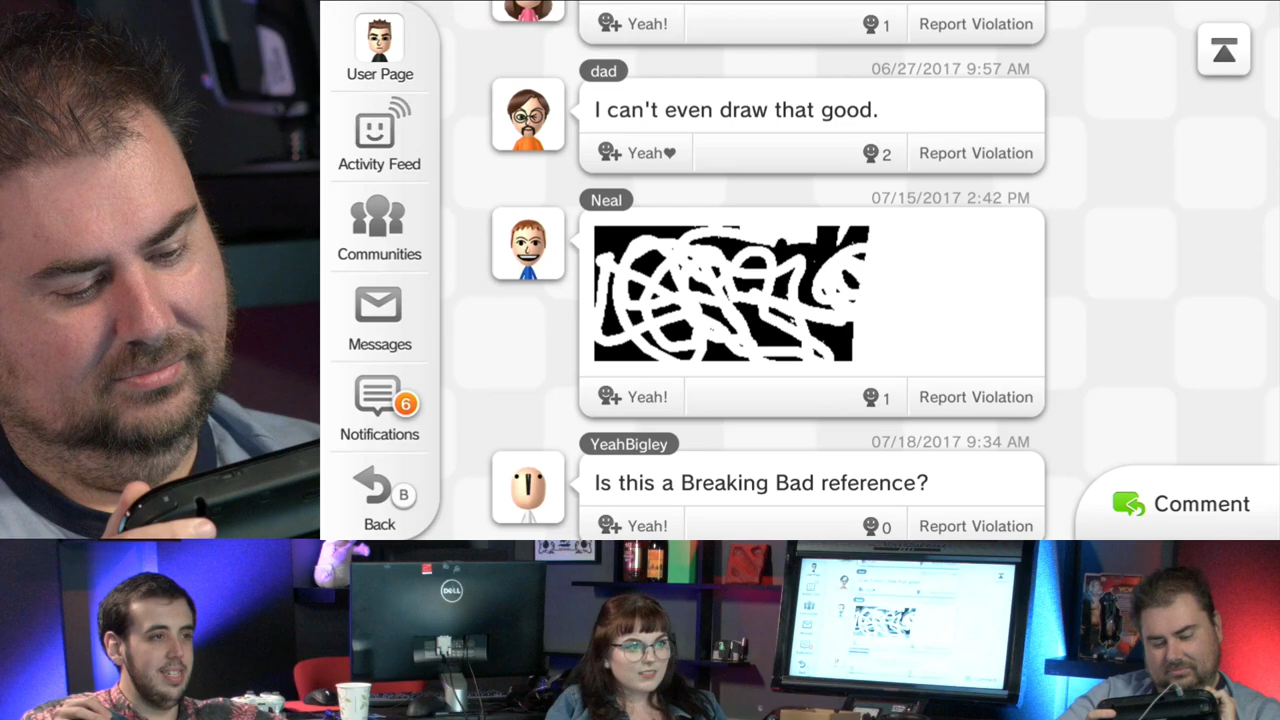 User Page
Activity Feed
Communities
Messages
6
Notifications
B
Back
Yeah!
1
Report Violation
dad
06/27/2017 9:57 AM
I can't even draw that good.
Yeah♥
2
Report Violation
Neal
07/15/2017 2:42 PM
Yeah!
1
Report Violation
YeahBigley
07/18/2017 9:34 AM
Is this a Breaking Bad reference?
Yeah!
0
Report Violation
Comment
DELL